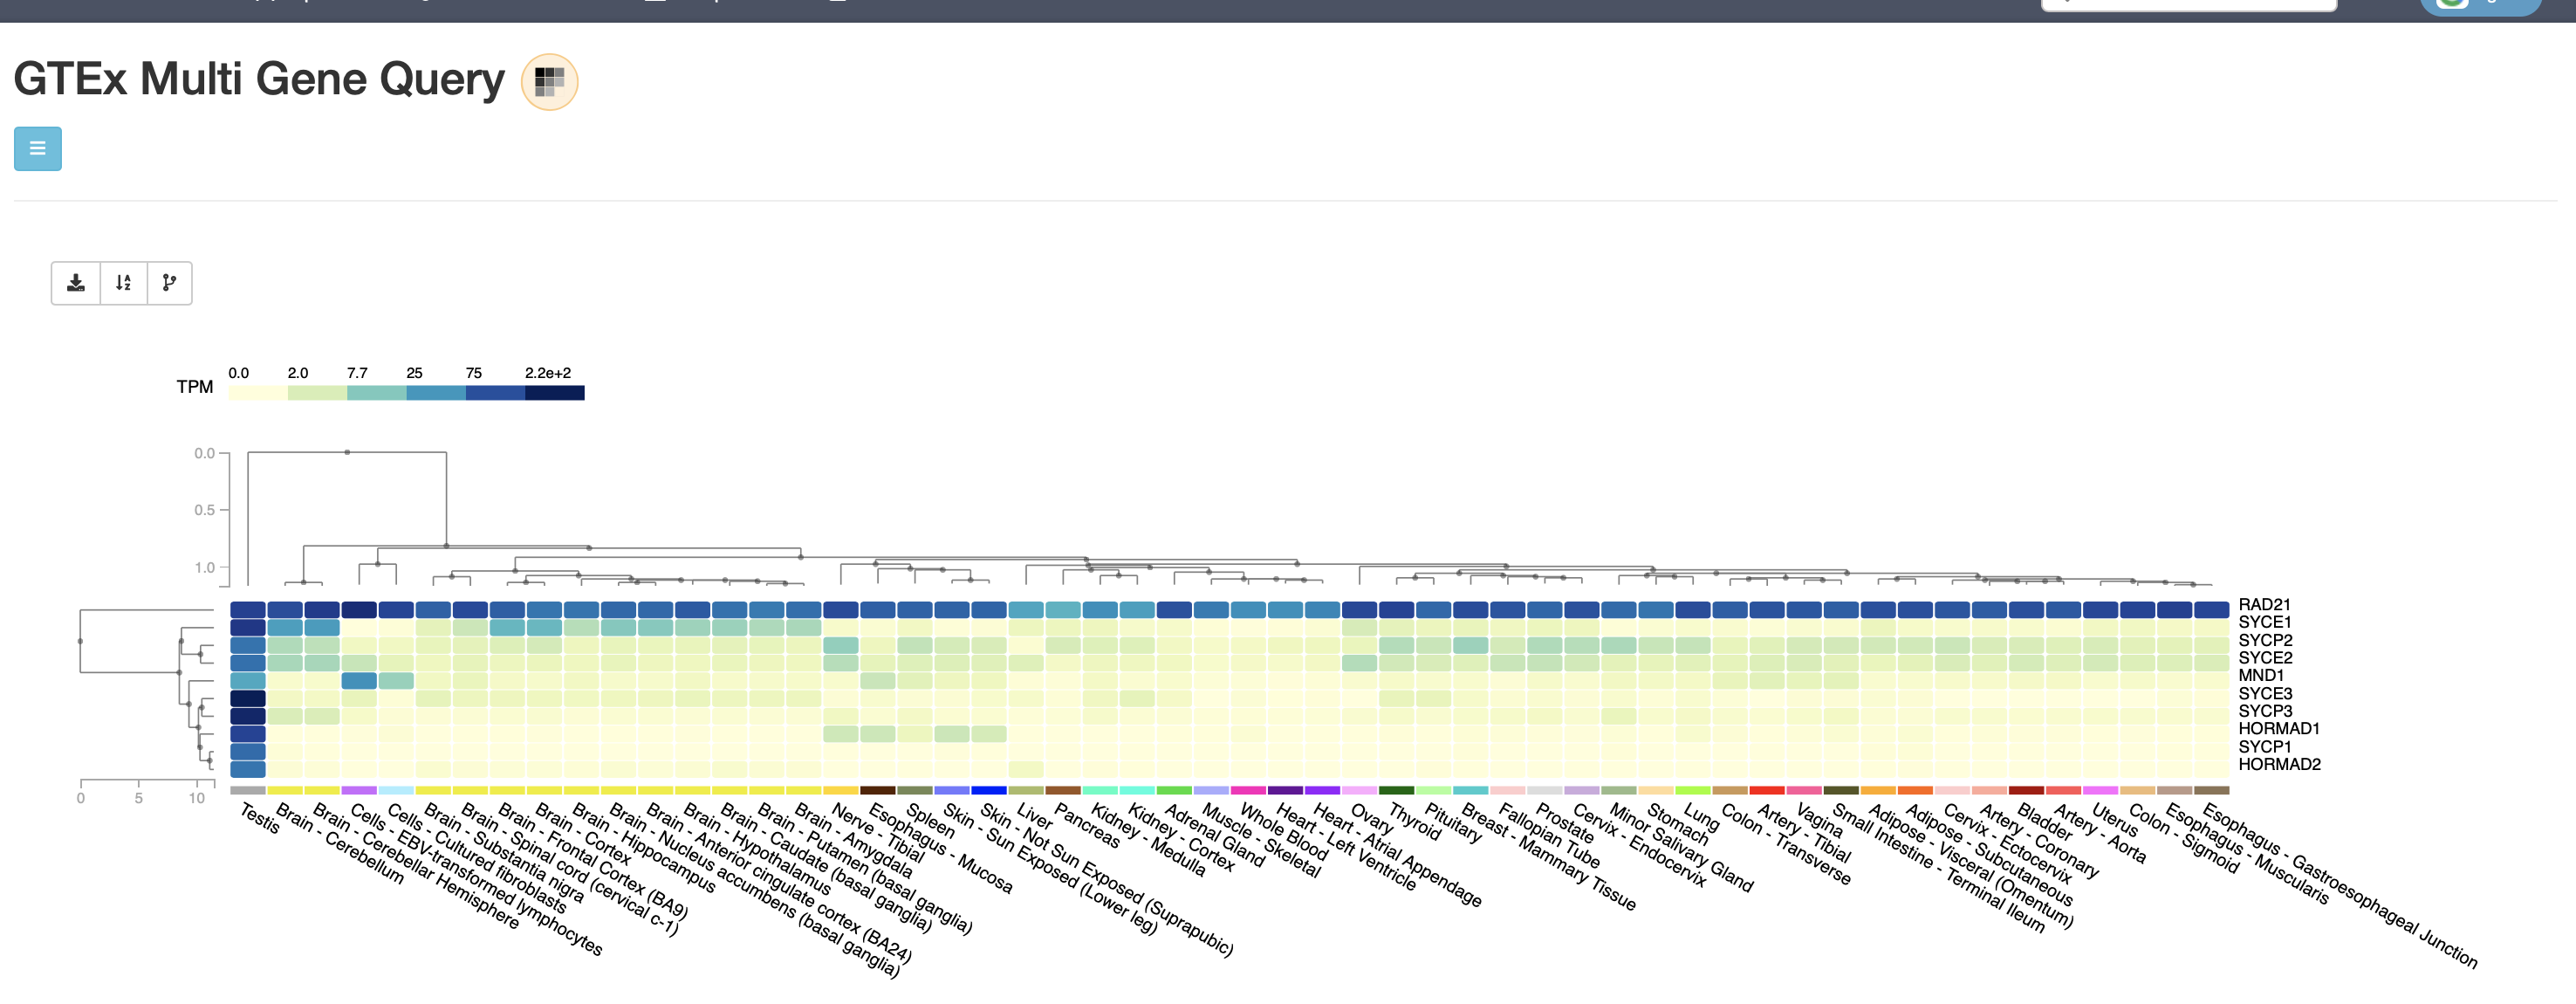 GTEx Multi Gene Query
0.0 2.0 7.7 25 75 2.2e+2
TPM
0.0
0.5
1.0
RAD21
SYCE1
SYCP2
SYCE2
MND1
SYCE3
SYCP3
HORMAD1
SYCP1
HORMAD2
0 5 10
Testis
Brain - Cerebellum
Brain - Cerebellar Hemisphere
Cells - EBV-transformed lymphocytes
Cells - Cultured fibroblasts
Brain - Substantia nigra
Brain - Spinal cord (cervical c-1)
Brain - Frontal Cortex (BA9)
Brain - Cortex
Brain - Hippocampus
Brain - Nucleus accumbens (basal ganglia)
Brain - Anterior cingulate cortex (BA24)
Brain - Hypothalamus
Brain - Caudate (basal ganglia)
Brain - Putamen (basal ganglia)
Brain - Amygdala
Nerve - Tibial
Esophagus - Mucosa
Spleen
Skin - Sun Exposed (Lower leg)
Skin - Not Sun Exposed (Suprapubic)
Liver
Pancreas
Kidney - Medulla
Kidney - Cortex
Adrenal Gland
Muscle - Skeletal
Whole Blood
Heart - Left Ventricle
Heart - Atrial Appendage
Ovary
Thyroid
Pituitary
Breast - Mammary Tissue
Fallopian Tube
Prostate
Cervix - Endocervix
Minor Salivary Gland
Stomach
Lung
Colon - Transverse
Artery - Tibial
Vagina
Small Intestine - Terminal Ileum
Adipose - Visceral (Omentum)
Adipose - Subcutaneous
Cervix - Ectocervix
Artery - Coronary
Bladder
Artery - Aorta
Uterus
Colon - Sigmoid
Esophagus - Muscularis
Esophagus - Gastroesophageal Junction